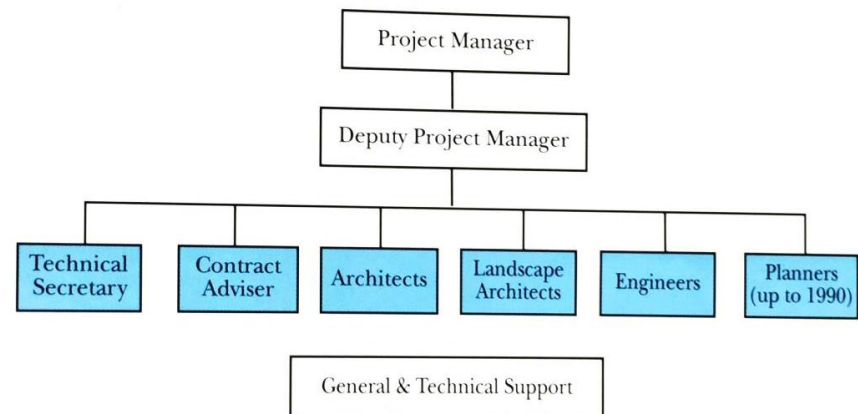 Project Manager
Deputy Project Manager
Technical
Secretary
Contract
Adviser
Architects
Landscape
Architects
Engineers
Planners
(up to 1990)
General & Technical Support